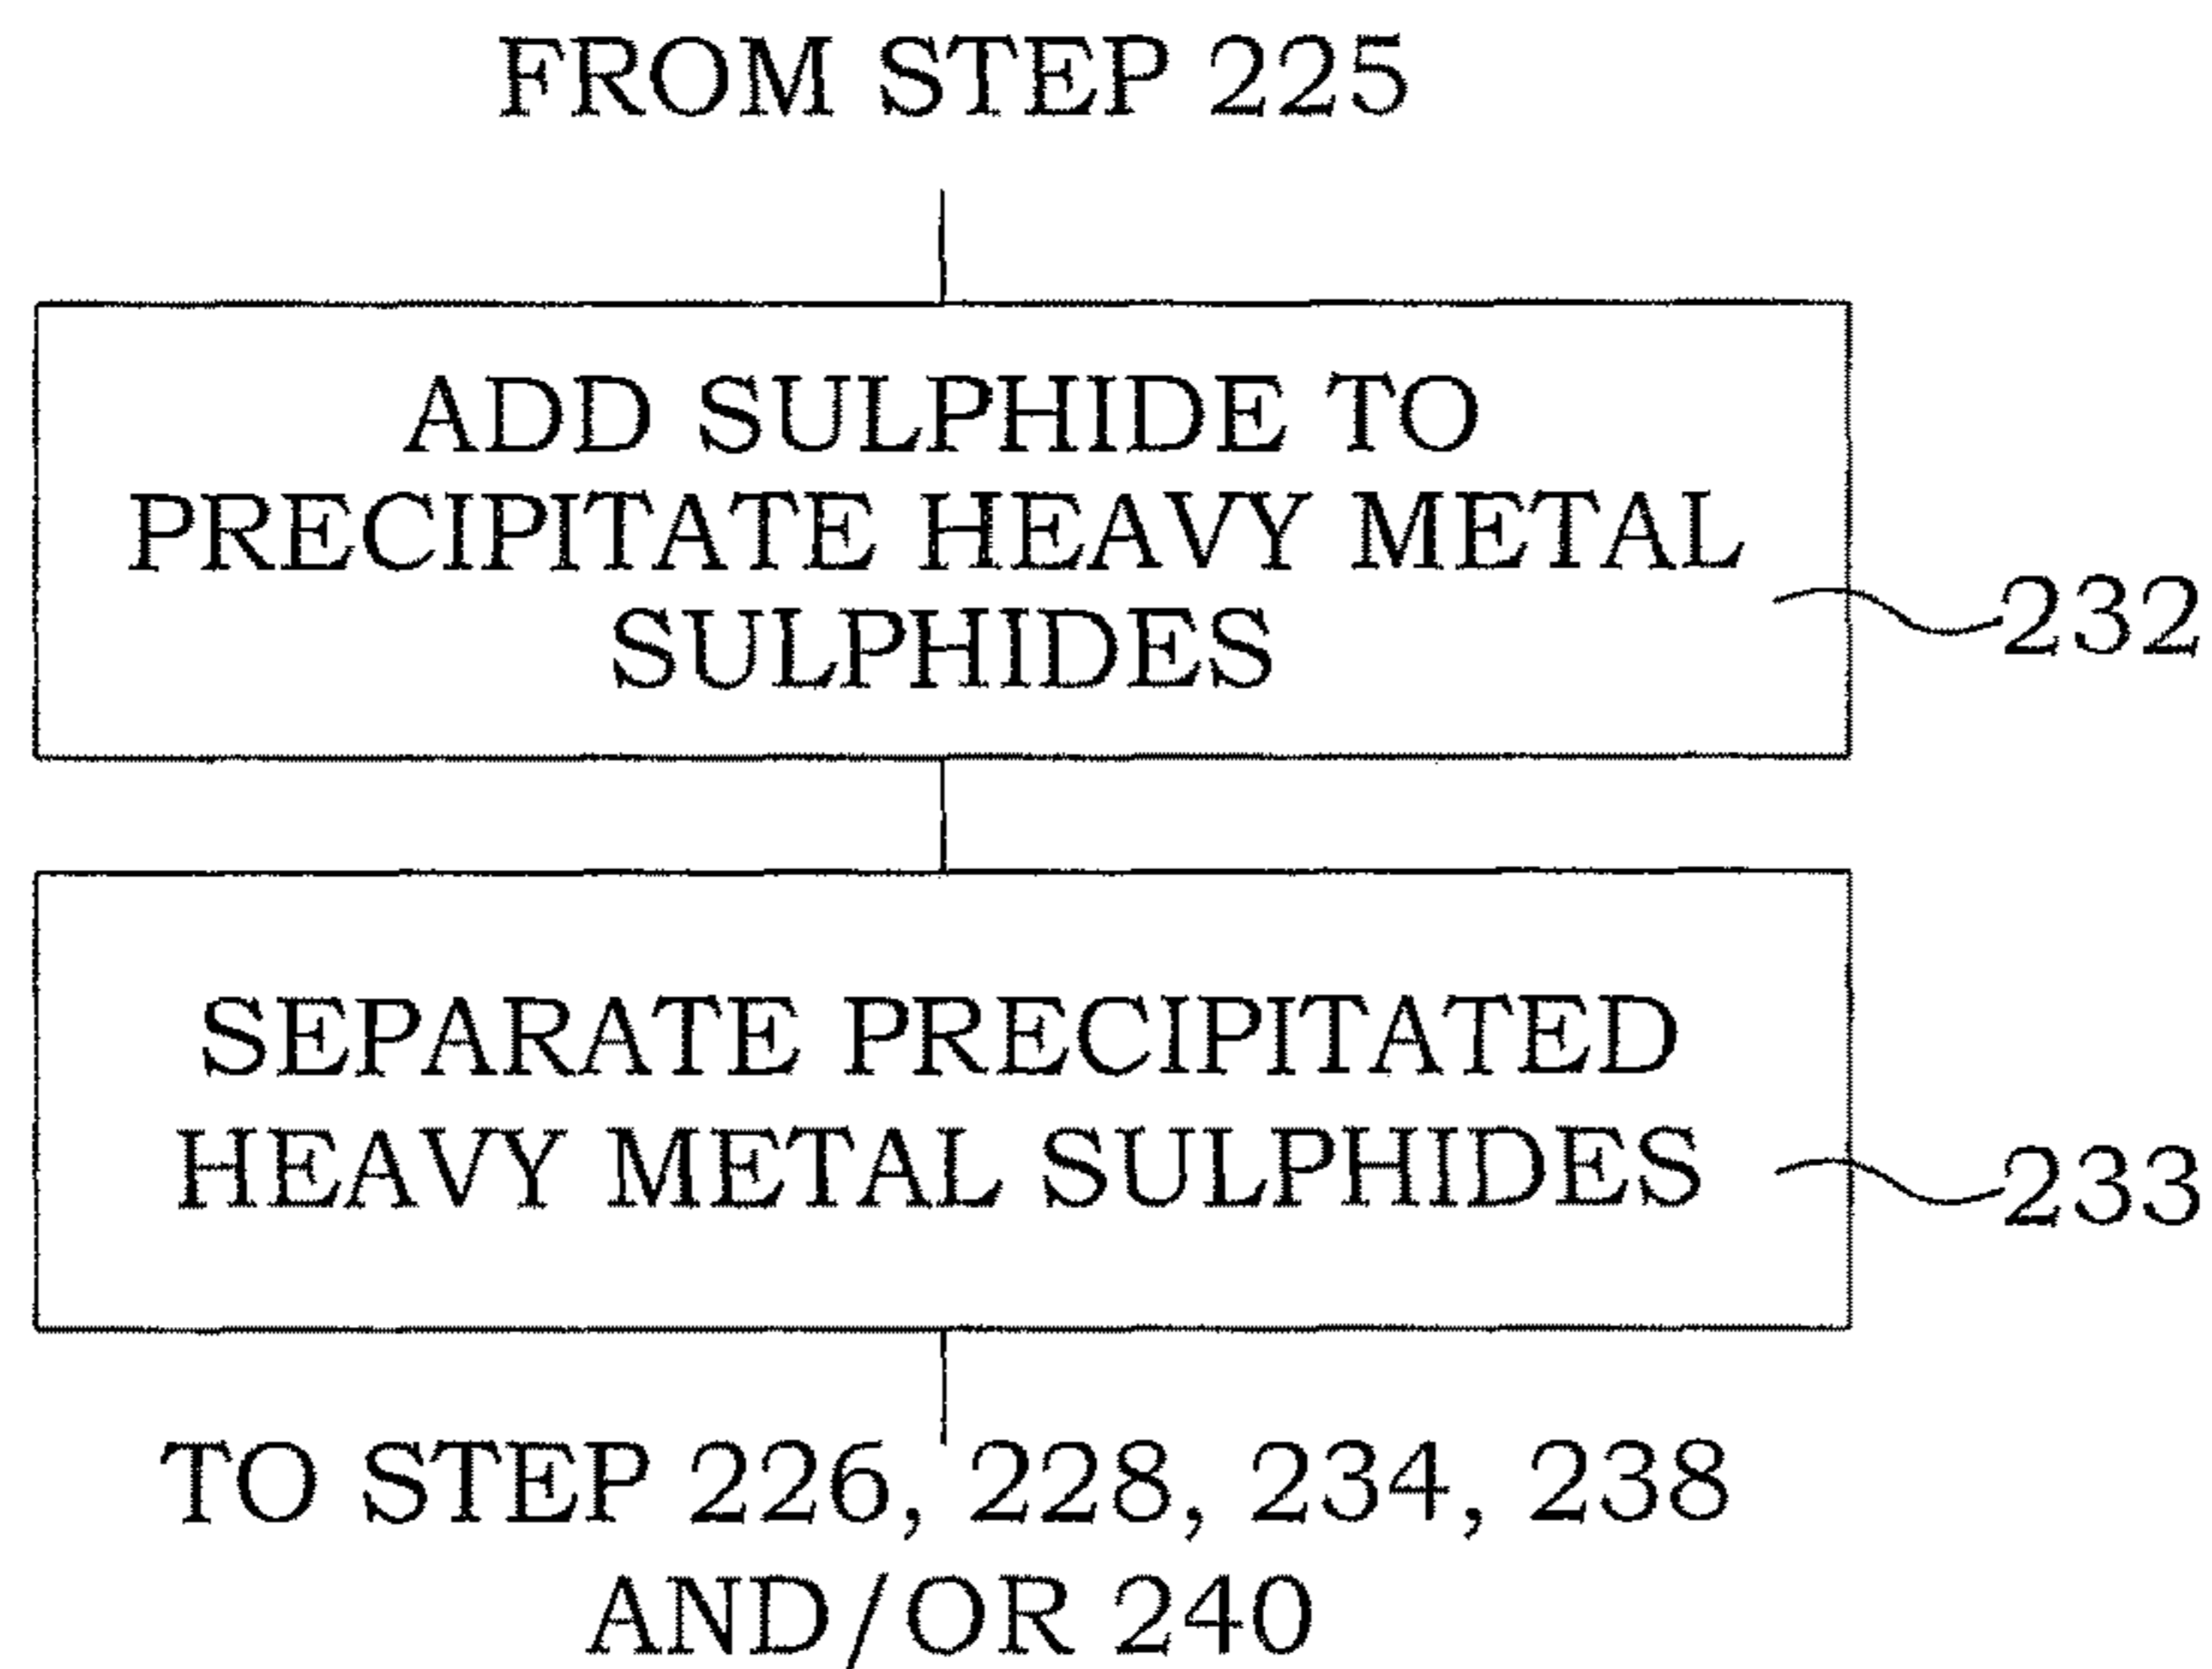 FROM STEP 225
ADD SULPHIDE TO
PRECIPITATE HEAVY METAL
SULPHIDES
232
SEPARATE PRECIPITATED
HEAVY METAL SULPHIDES
233
TO STEP 226, 228, 234, 238
AND/OR 240